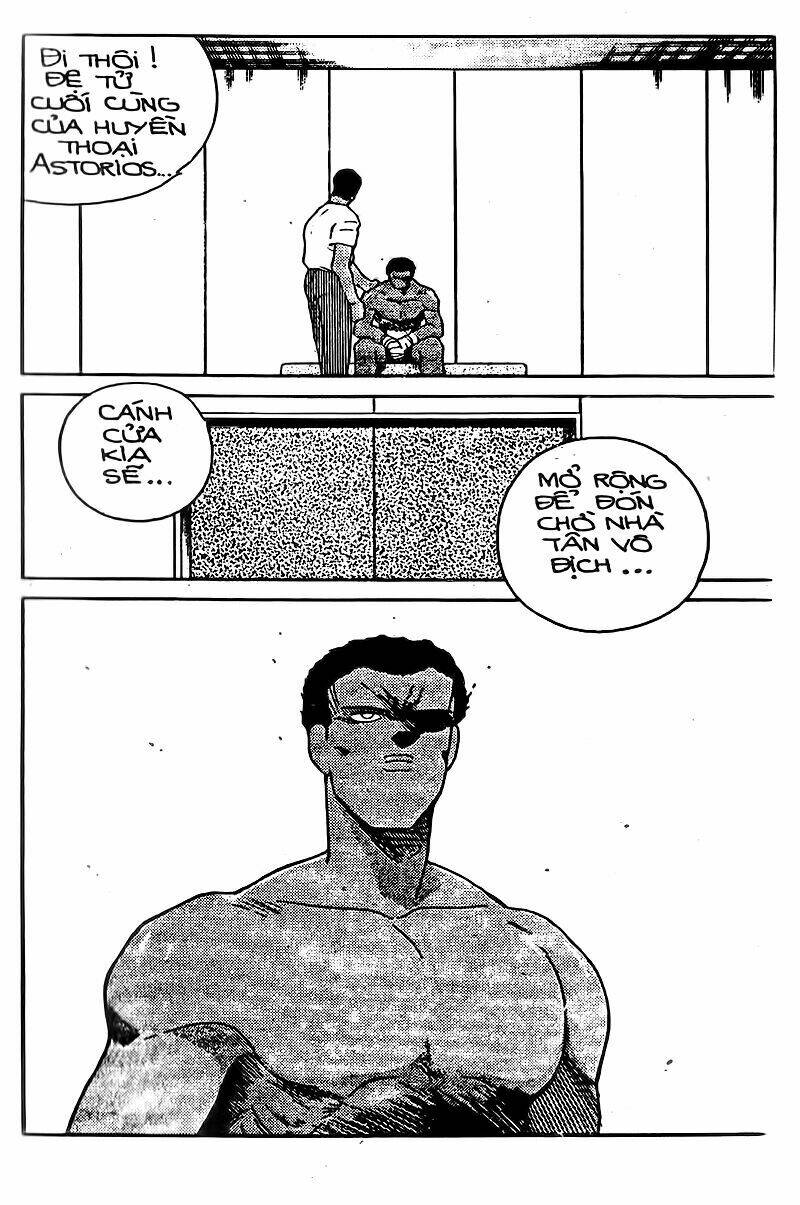 ĐI THÔI!
ĐỆ TỬ
CUỐI CÙNG
CỦA HUYỀN
THOẠI
ASTORIOS...
CÁNH
CỬA
KIA
SẼ...
MỞ RỘNG
ĐỂ ĐÓN
CHỜ NHÀ
TÂN VÔ
ĐỊCH...